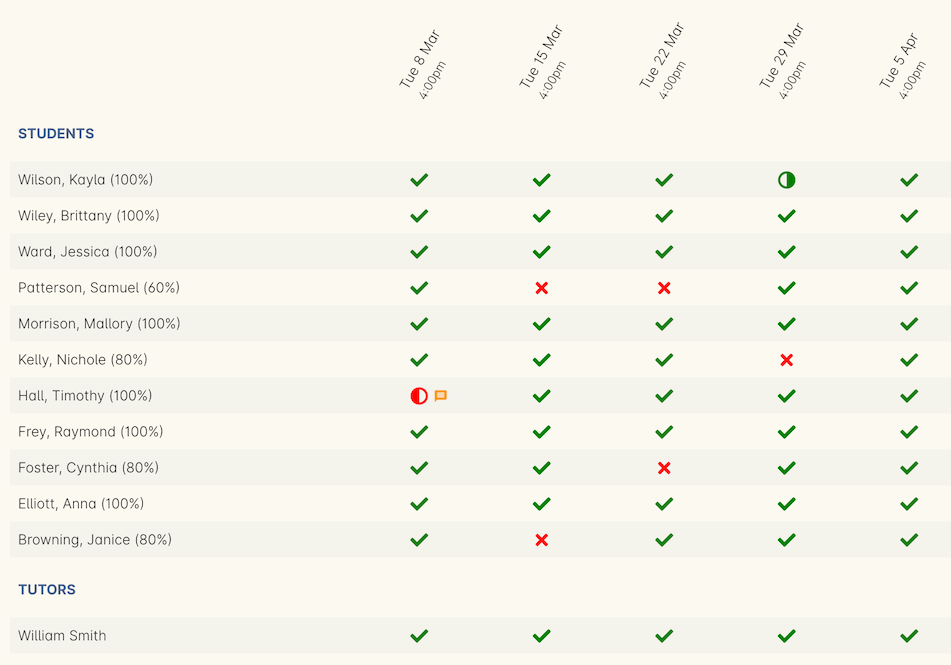 Tue 8 Mar
4:00pm
Tue 15 Mar
4:00pm
Tue 22 Mar
4:00pm
Tue 29 Mar
4:00pm
Tue 5 Apr
4:00pm
STUDENTS
Wilson, Kayla (100%)
Wiley, Brittany (100%)
Ward, Jessica (100%)
Patterson, Samuel (60%)
Morrison, Mallory (100%)
Kelly, Nichole (80%)
Hall, Timothy (100%)
Frey, Raymond (100%)
Foster, Cynthia (80%)
Elliott, Anna (100%)
Browning, Janice (80%)
TUTORS
William Smith